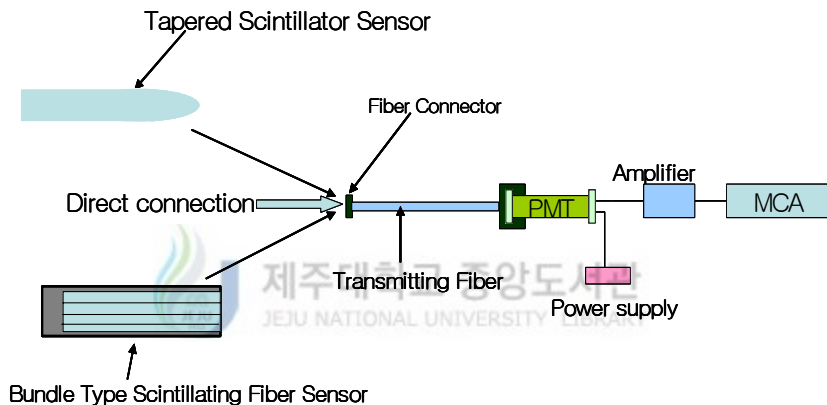 Tapered Scintillator Sensor
Fiber Connector
Amplifier
Direct connection
PMT
MCA
제주대학교 중앙도서관
Transmitting Fiber
JEJU NATIONAL UNIVERSITY LIBRARY
Power supply
Bundle Type Scintillating Fiber Sensor